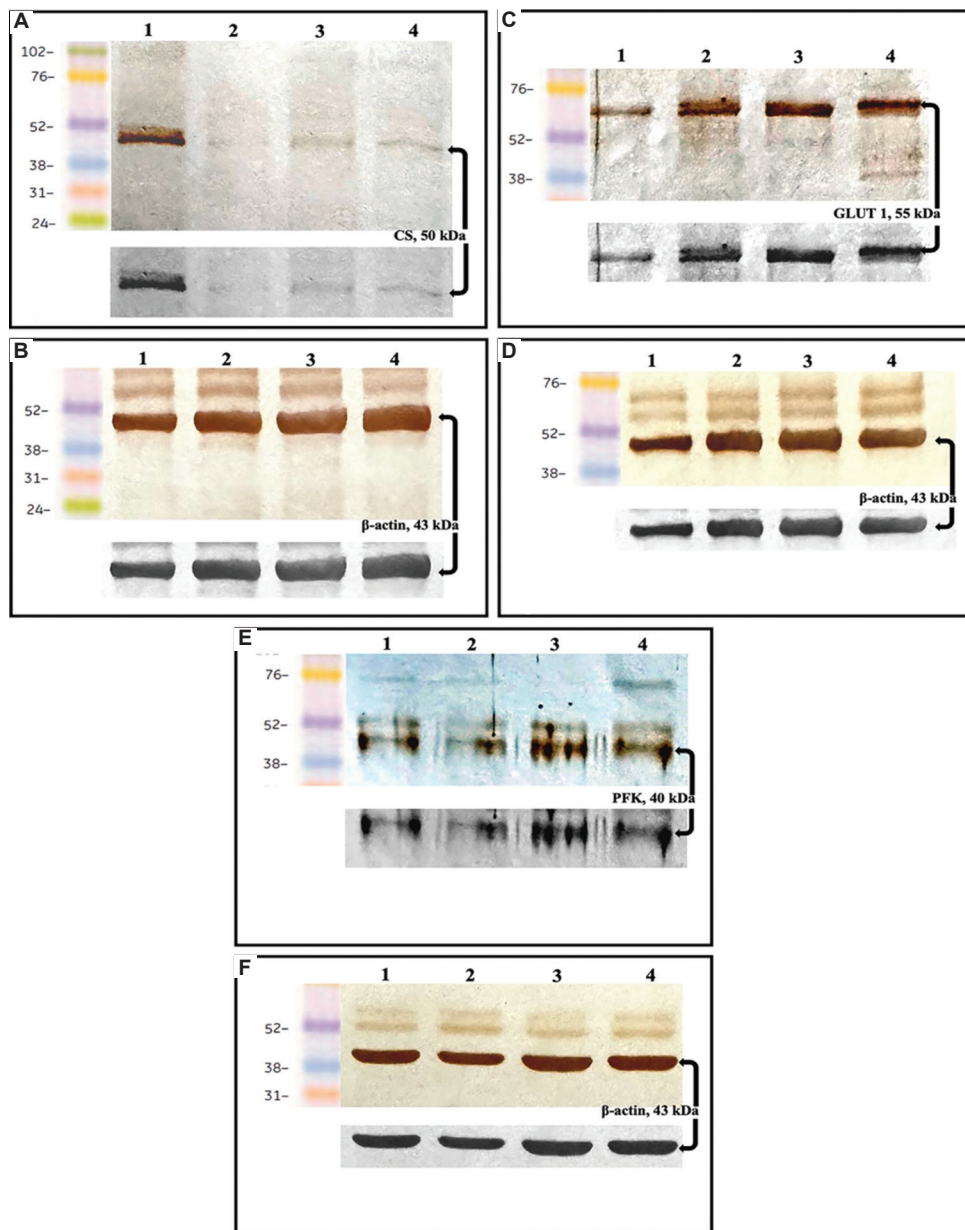 A
1 2 3 4
102–
76–
52–
38–
31–
24–
CS, 50 kDa
C
1 2 3 4
76–
52–
38–
GLUT 1, 55 kDa
B
1 2 3 4
52–
38–
31–
24–
β-actin, 43 kDa
D
1 2 3 4
76–
52–
38–
β-actin, 43 kDa
E
1 2 3 4
76–
52–
38–
PFK, 40 kDa
F
1 2 3 4
52–
38–
31–
β-actin, 43 kDa